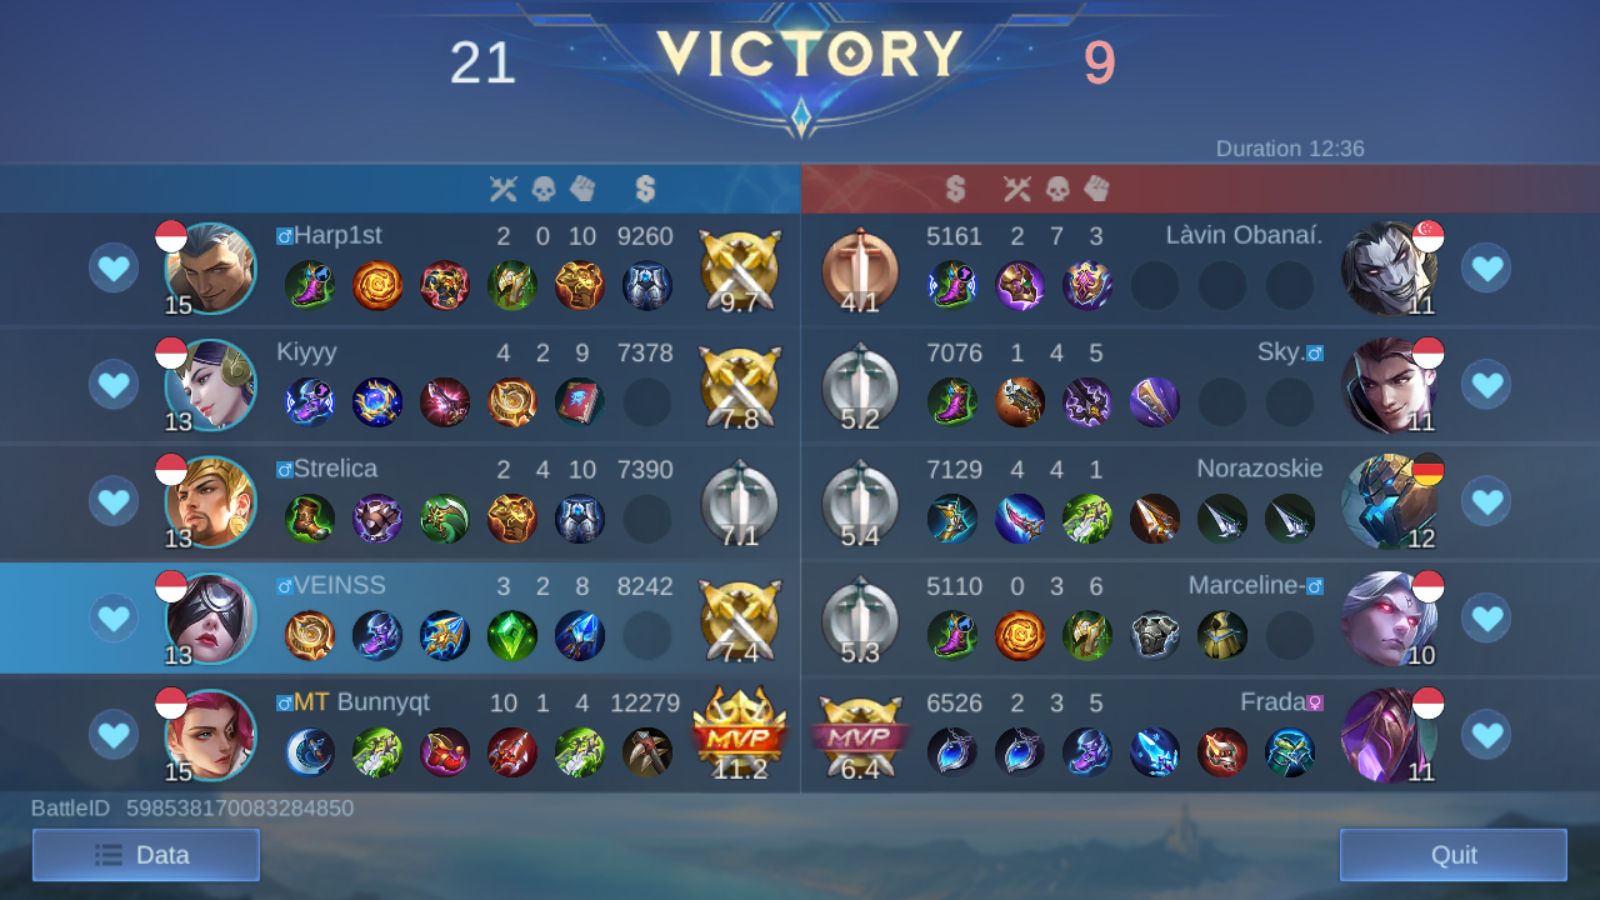 21 VICTORY 9
Duration 12:36
Harp1st 2 0 10 9260
15 9.7
4.1 5161 2 7 3 Làvin Obanaí.
11
Kiyyy 4 2 9 7378
13 7.8
5.2 7076 1 4 5 Sky.
11
Strelica 2 4 10 7390
13 7.1
5.4 7129 4 4 1 Norazoskie
12
VEINSS 3 2 8 8242
13 7.4
5.3 5110 0 3 6 Marceline-
10
MT Bunnyqt 10 1 4 12279 MVP
15 11.2
MVP 6.4 6526 2 3 5 Frada
11
BattleID 598538170083284850
Data
Quit